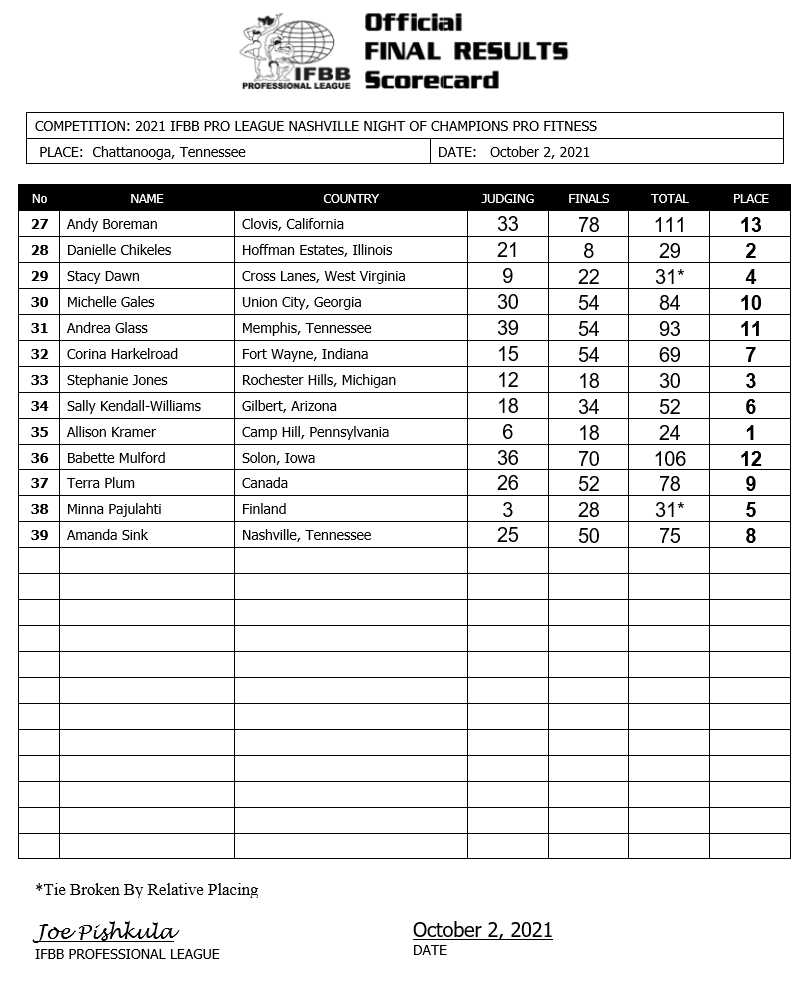 Official
FINAL RESULTS
Scorecard
IFBB
PROFESSIONAL LEAGUE
COMPETITION: 2021 IFBB PRO LEAGUE NASHVILLE NIGHT OF CHAMPIONS PRO FITNESS
PLACE: Chattanooga, Tennessee DATE: October 2, 2021
No NAME COUNTRY JUDGING FINALS TOTAL PLACE
27 Andy Boreman Clovis, California 33 78 111 13
28 Danielle Chikeles Hoffman Estates, Illinois 21 8 29 2
29 Stacy Dawn Cross Lanes, West Virginia 9 22 31* 4
30 Michelle Gales Union City, Georgia 30 54 84 10
31 Andrea Glass Memphis, Tennessee 39 54 93 11
32 Corina Harkelroad Fort Wayne, Indiana 15 54 69 7
33 Stephanie Jones Rochester Hills, Michigan 12 18 30 3
34 Sally Kendall-Williams Gilbert, Arizona 18 34 52 6
35 Allison Kramer Camp Hill, Pennsylvania 6 18 24 1
36 Babette Mulford Solon, Iowa 36 70 106 12
37 Terra Plum Canada 26 52 78 9
38 Minna Pajulahti Finland 3 28 31* 5
39 Amanda Sink Nashville, Tennessee 25 50 75 8
*Tie Broken By Relative Placing
Joe Pishkula October 2, 2021
IFBB PROFESSIONAL LEAGUE DATE